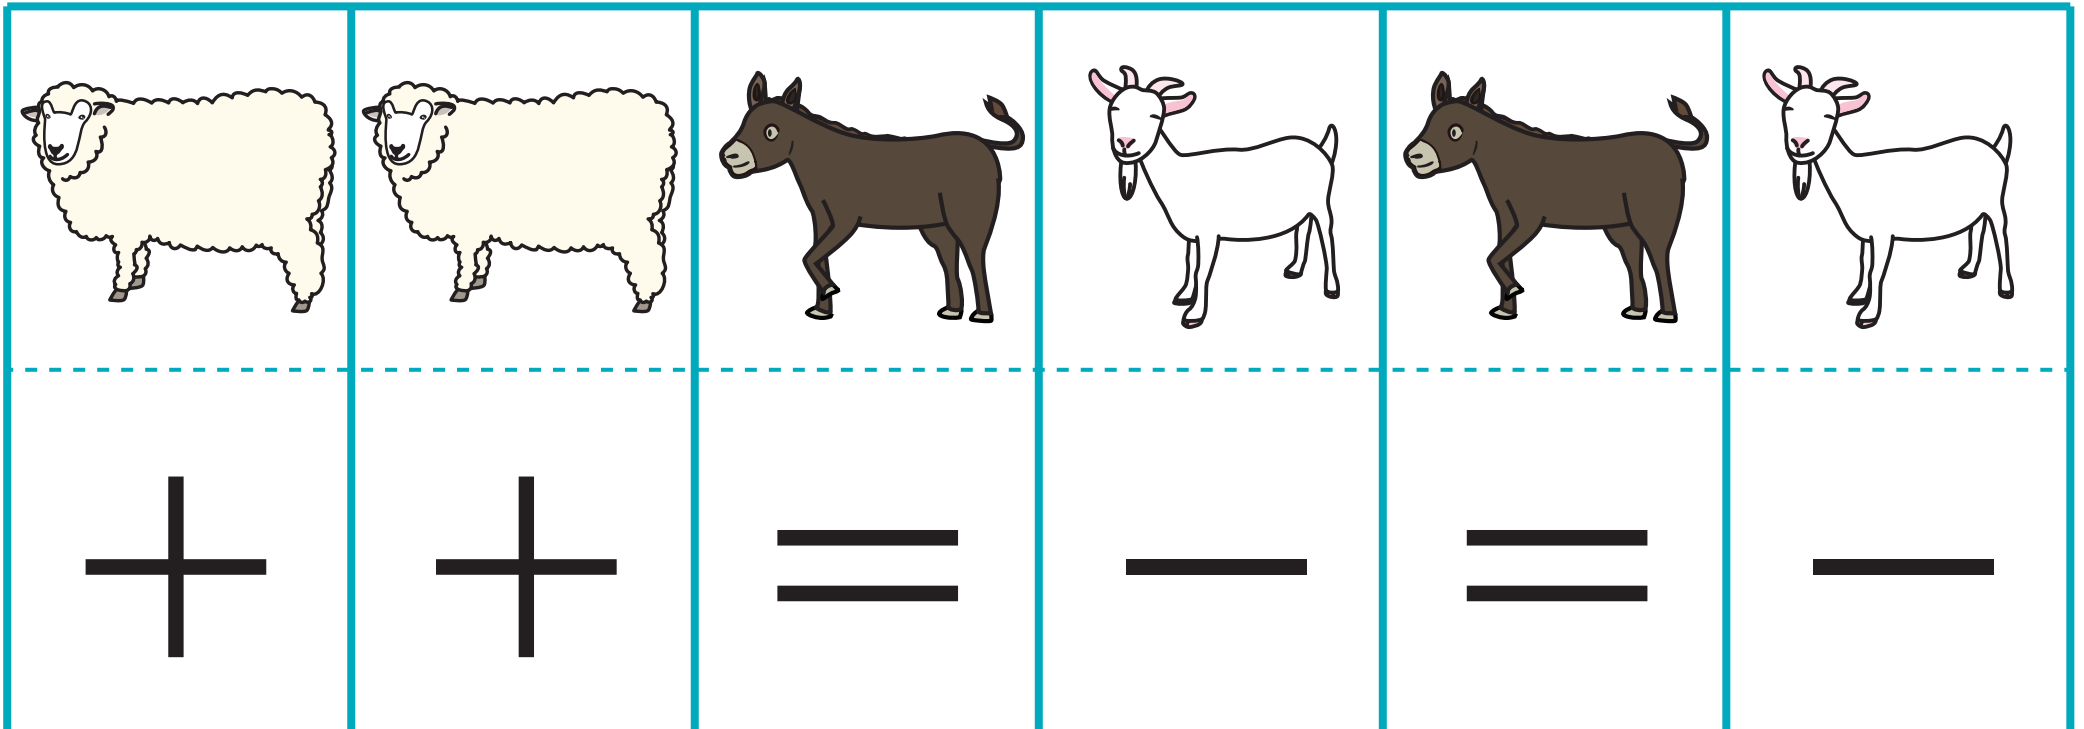 + + = − = −